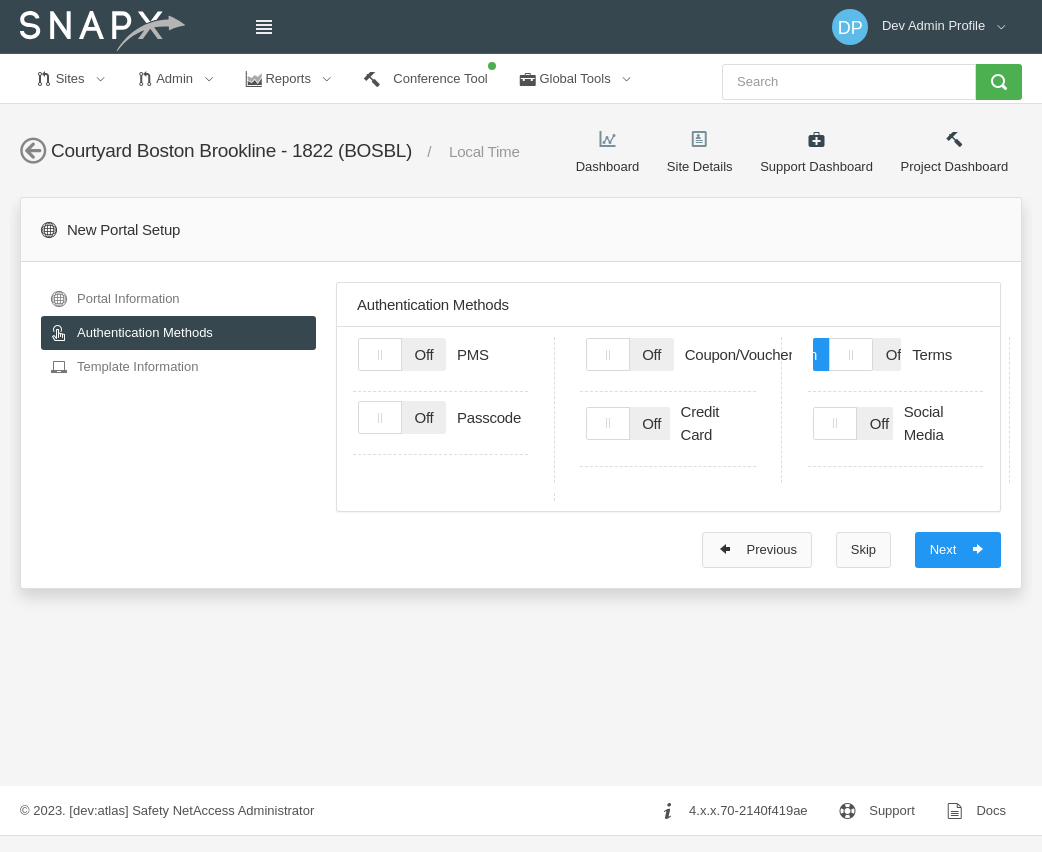 SNAPX
DP Dev Admin Profile
Sites Admin Reports Conference Tool Global Tools Search
Courtyard Boston Brookline - 1822 (BOSBL) / Local Time
Dashboard Site Details Support Dashboard Project Dashboard
New Portal Setup
Portal Information
Authentication Methods
Template Information
Authentication Methods
Off PMS Off Coupon/Voucher Off Terms
Off Passcode Off Credit Card Off Social Media
Previous Skip Next
© 2023. [dev:atlas] Safety NetAccess Administrator 4.x.x.70-2140f419ae Support Docs